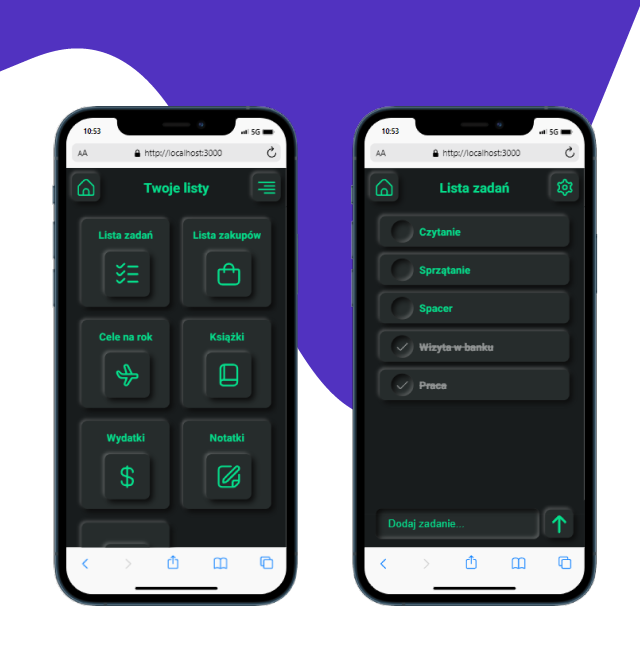 10:53
5G
AA
http://localhost:3000
Twoje listy
Lista zadań
Lista zakupów
Cele na rok
Książki
Wydatki
Notatki
10:53
5G
AA
http://localhost:3000
Lista zadań
Czytanie
Sprzątanie
Spacer
Wizyta w banku
Praca
Dodaj zadanie...